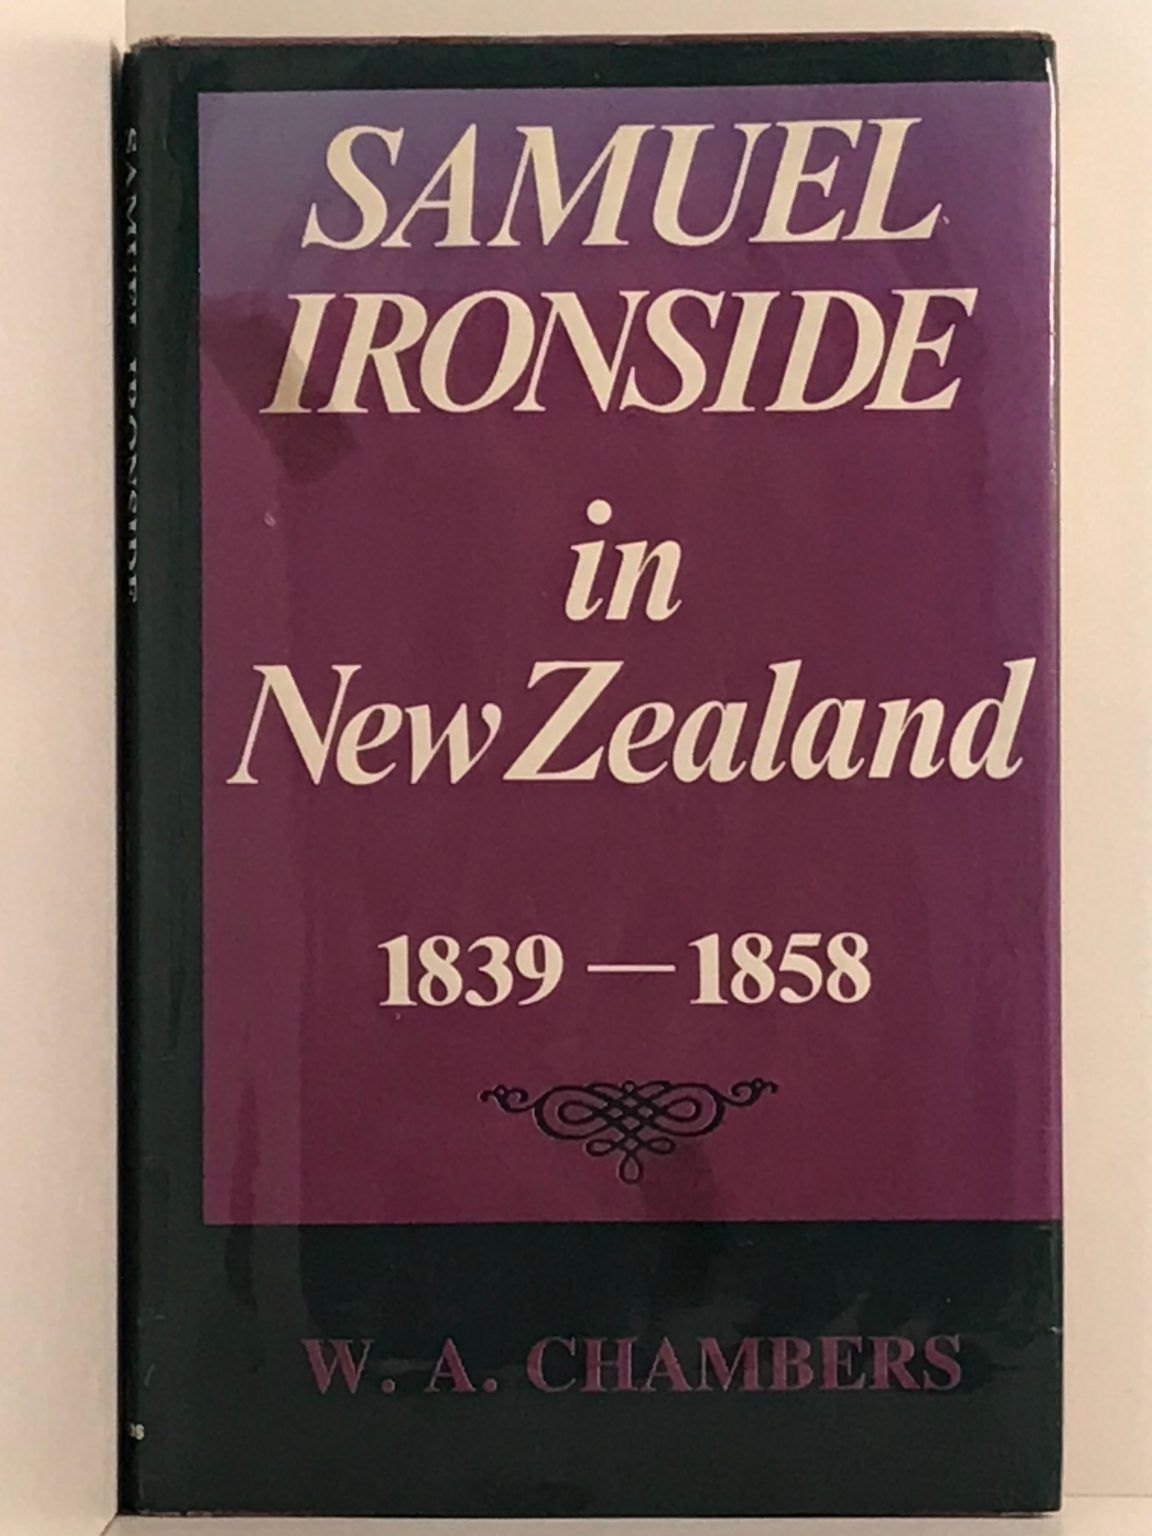 SAMUEL
IRONSIDE
in
New Zealand
1839 — 1858
W. A. CHAMBERS
SAMUEL IRONSIDE